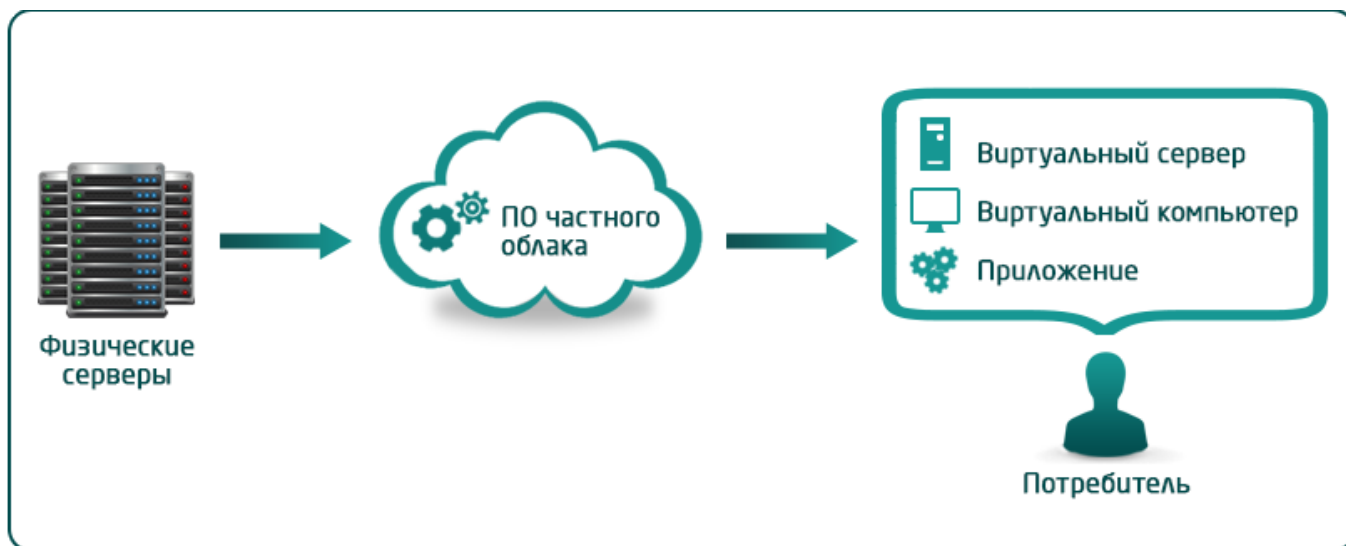 Физические
серверы
ПО частного
облака
Виртуальный сервер
Виртуальный компьютер
Приложение
Потребитель